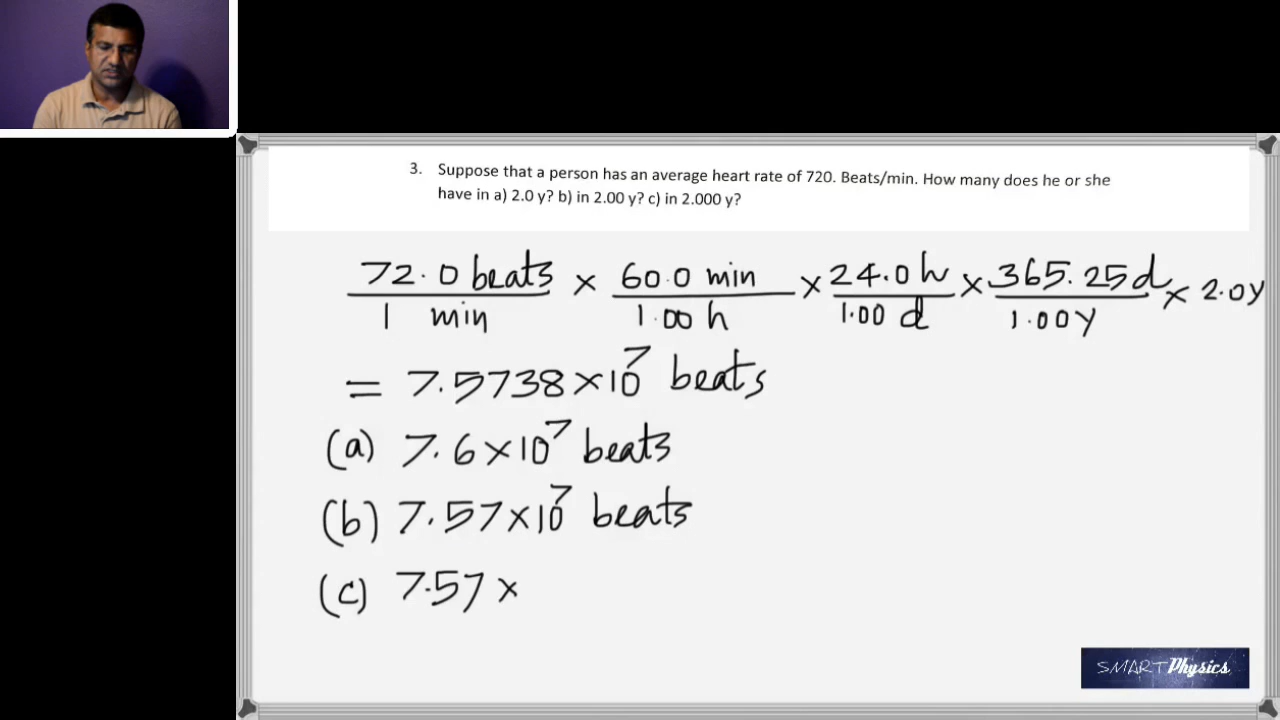 3. Suppose that a person has an average heart rate of 720. Beats/min. How many does he or she
have in a) 2.0 y? b) in 2.00 y? c) in 2.000 y?
72.0 beats / 1 min × 60.0 min / 1.00 h × 24.0 h / 1.00 d × 365.25 d / 1.00 y × 2.0 y
= 7.5738 × 10^7 beats
(a) 7.6 × 10^7 beats
(b) 7.57 × 10^7 beats
(c) 7.57 ×
SMART Physics